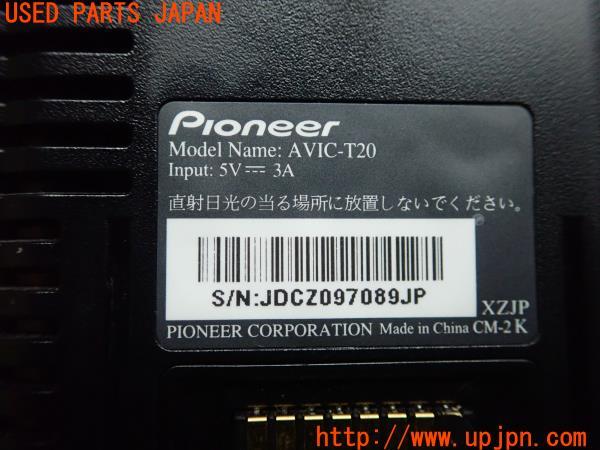 USED PARTS JAPAN
Pioneer
Model Name: AVIC-T20
Input: 5V⎓ 3A
直射日光の当る場所に放置しないでください。
S/N:JDCZ097089JP
XZJP
PIONEER CORPORATION Made in China CM-2 K
http://www.upjpn.com/